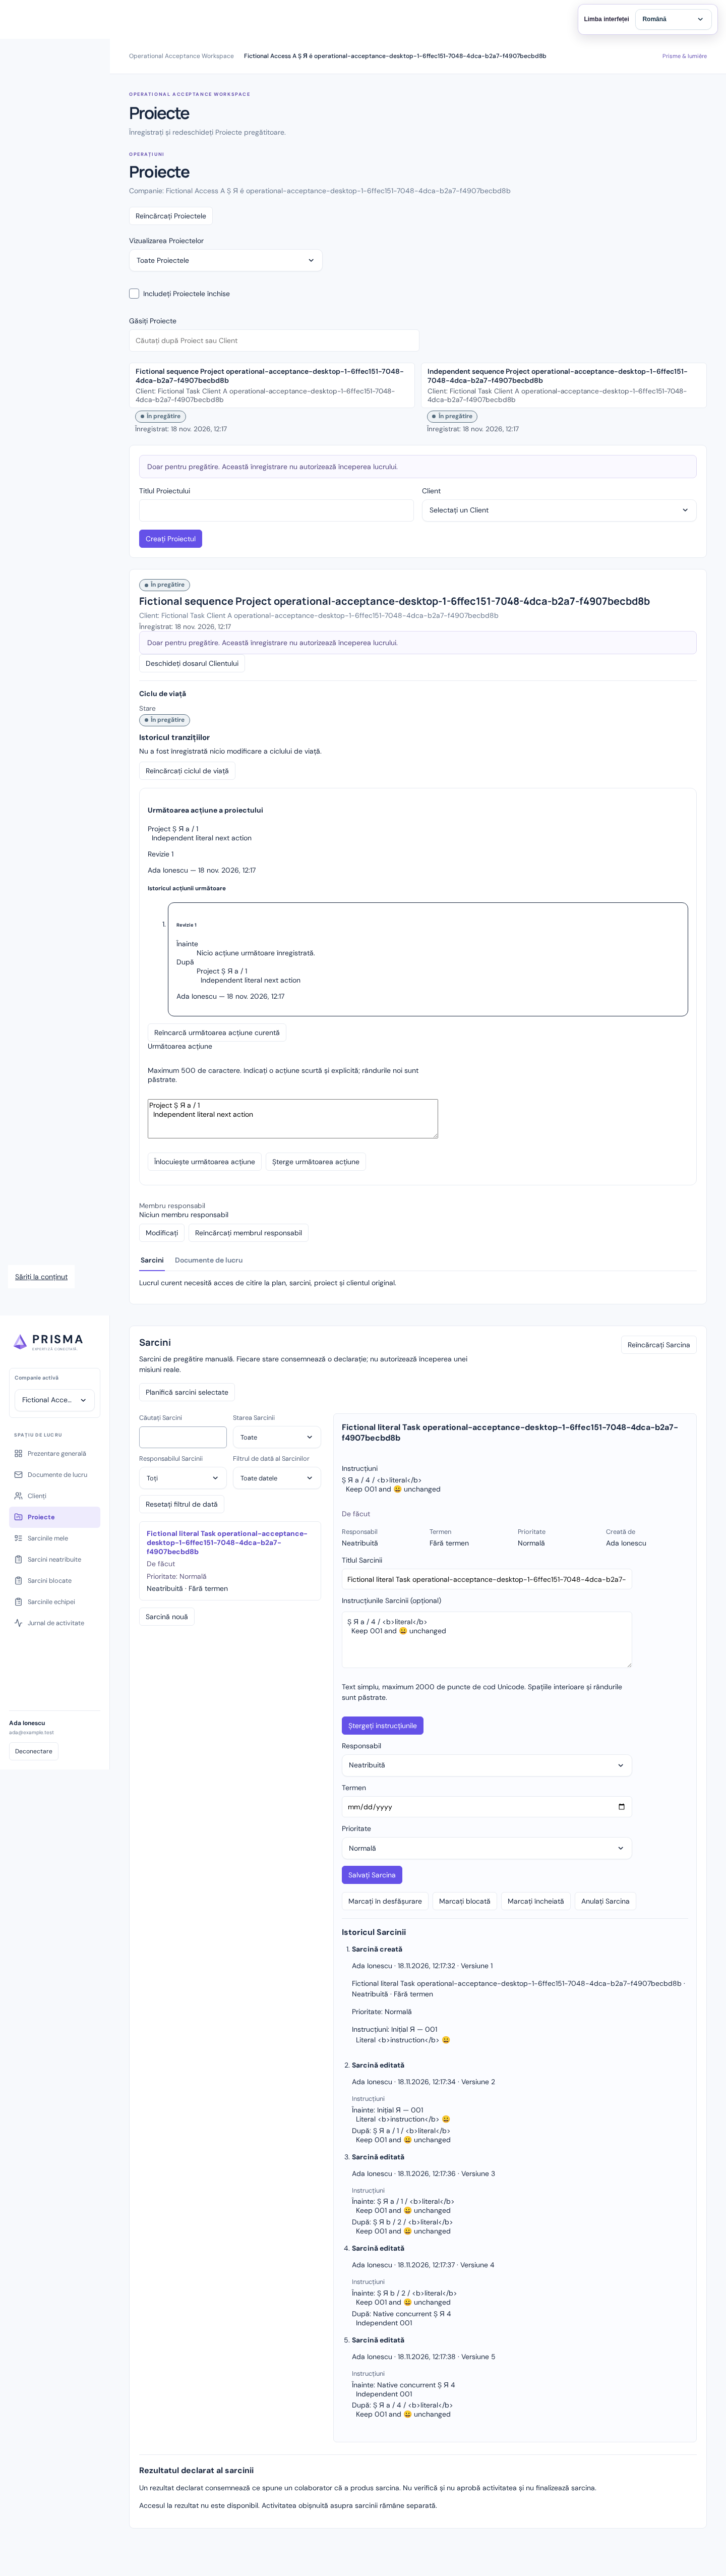 Limba interfeței
Română
Operational Acceptance Workspace
Fictional Access A Ș Я é operational-acceptance-desktop-1-6ffec151-7048-4dca-b2a7-f4907becbd8b
Prisme & lumière
OPERATIONAL ACCEPTANCE WORKSPACE
Proiecte
Înregistrați și redeschideți Proiecte pregătitoare.
OPERAȚIUNI
Proiecte
Companie: Fictional Access A Ș Я é operational-acceptance-desktop-1-6ffec151-7048-4dca-b2a7-f4907becbd8b
Reîncărcați Proiectele
Vizualizarea Proiectelor
Toate Proiectele
Includeți Proiectele închise
Găsiți Proiecte
Căutați după Proiect sau Client
Fictional sequence Project operational-acceptance-desktop-1-6ffec151-7048-
4dca-b2a7-f4907becbd8b
Client: Fictional Task Client A operational-acceptance-desktop-1-6ffec151-7048-
4dca-b2a7-f4907becbd8b
În pregătire
Înregistrat: 18 nov. 2026, 12:17
Independent sequence Project operational-acceptance-desktop-1-6ffec151-
7048-4dca-b2a7-f4907becbd8b
Client: Fictional Task Client A operational-acceptance-desktop-1-6ffec151-7048-
4dca-b2a7-f4907becbd8b
În pregătire
Înregistrat: 18 nov. 2026, 12:17
Doar pentru pregătire. Această înregistrare nu autorizează începerea lucrului.
Titlul Proiectului
Client
Selectați un Client
Creați Proiectul
În pregătire
Fictional sequence Project operational-acceptance-desktop-1-6ffec151-7048-4dca-b2a7-f4907becbd8b
Client: Fictional Task Client A operational-acceptance-desktop-1-6ffec151-7048-4dca-b2a7-f4907becbd8b
Înregistrat: 18 nov. 2026, 12:17
Doar pentru pregătire. Această înregistrare nu autorizează începerea lucrului.
Deschideți dosarul Clientului
Ciclu de viață
Stare
În pregătire
Istoricul tranzițiilor
Nu a fost înregistrată nicio modificare a ciclului de viață.
Reîncărcați ciclul de viață
Următoarea acțiune a proiectului
Project Ș Я a / 1
Independent literal next action
Revizie 1
Ada Ionescu — 18 nov. 2026, 12:17
Istoricul acțiunii următoare
1.
Revizie 1
Înainte
Nicio acțiune următoare înregistrată.
După
Project Ș Я a / 1
Independent literal next action
Ada Ionescu — 18 nov. 2026, 12:17
Reîncarcă următoarea acțiune curentă
Următoarea acțiune
Maximum 500 de caractere. Indicați o acțiune scurtă și explicită; rândurile noi sunt
păstrate.
Project Ș Я a / 1
Independent literal next action
Înlocuiește următoarea acțiune
Șterge următoarea acțiune
Membru responsabil
Niciun membru responsabil
Modificați
Reîncărcați membrul responsabil
Sarcini
Documente de lucru
Lucrul curent necesită acces de citire la plan, sarcini, proiect și clientul original.
Săriți la conținut
PRISMA
Companie activă
Fictional Acce...
SPAȚIU DE LUCRU
Prezentare generală
Documente de lucru
Clienți
Proiecte
Sarcinile mele
Sarcini neatribuite
Sarcini blocate
Sarcinile echipei
Jurnal de activitate
Ada Ionescu
ada@example.test
Deconectare
Sarcini
Reîncărcați Sarcina
Sarcini de pregătire manuală. Fiecare stare consemnează o declarație; nu autorizează începerea unei
misiuni reale.
Planifică sarcini selectate
Căutați Sarcini
Starea Sarcinii
Toate
Responsabilul Sarcinii
Filtrul de dată al Sarcinilor
Toți
Toate datele
Resetați filtrul de dată
Fictional literal Task operational-acceptance-
desktop-1-6ffec151-7048-4dca-b2a7-
f4907becbd8b
De făcut
Prioritate: Normală
Neatribuită · Fără termen
Sarcină nouă
Fictional literal Task operational-acceptance-desktop-1-6ffec151-7048-4dca-b2a7-
f4907becbd8b
Instrucțiuni
Ș Я a / 4 / <b>literal</b>
Keep 001 and 😀 unchanged
De făcut
Responsabil
Neatribuită
Termen
Fără termen
Prioritate
Normală
Creată de
Ada Ionescu
Titlul Sarcinii
Fictional literal Task operational-acceptance-desktop-1-6ffec151-7048-4dca-b2a7-
Instrucțiunile Sarcinii (opțional)
Ș Я a / 4 / <b>literal</b>
Keep 001 and 😀 unchanged
Text simplu, maximum 2000 de puncte de cod Unicode. Spațiile interioare și rândurile
sunt păstrate.
Ștergeți instrucțiunile
Responsabil
Neatribuită
Termen
mm/dd/yyyy
Prioritate
Normală
Salvați Sarcina
Marcați în desfășurare
Marcați blocată
Marcați încheiată
Anulați Sarcina
Istoricul Sarcinii
1. Sarcină creată
Ada Ionescu · 18.11.2026, 12:17:32 · Versiune 1
Fictional literal Task operational-acceptance-desktop-1-6ffec151-7048-4dca-b2a7-f4907becbd8b ·
Neatribuită · Fără termen
Prioritate: Normală
Instrucțiuni: Inițial Я — 001
Literal <b>instruction</b> 😀
2. Sarcină editată
Ada Ionescu · 18.11.2026, 12:17:34 · Versiune 2
Instrucțiuni
Înainte: Inițial Я — 001
Literal <b>instruction</b> 😀
După: Ș Я a / 1 / <b>literal</b>
Keep 001 and 😀 unchanged
3. Sarcină editată
Ada Ionescu · 18.11.2026, 12:17:36 · Versiune 3
Instrucțiuni
Înainte: Ș Я a / 1 / <b>literal</b>
Keep 001 and 😀 unchanged
După: Ș Я b / 2 / <b>literal</b>
Keep 001 and 😀 unchanged
4. Sarcină editată
Ada Ionescu · 18.11.2026, 12:17:37 · Versiune 4
Instrucțiuni
Înainte: Ș Я b / 2 / <b>literal</b>
Keep 001 and 😀 unchanged
După: Native concurrent Ș Я 4
Independent 001
5. Sarcină editată
Ada Ionescu · 18.11.2026, 12:17:38 · Versiune 5
Instrucțiuni
Înainte: Native concurrent Ș Я 4
Independent 001
După: Ș Я a / 4 / <b>literal</b>
Keep 001 and 😀 unchanged
Rezultatul declarat al sarcinii
Un rezultat declarat consemnează ce spune un colaborator că a produs sarcina. Nu verifică și nu aprobă activitatea și nu finalizează sarcina.
Accesul la rezultat nu este disponibil. Activitatea obișnuită asupra sarcinii rămâne separată.